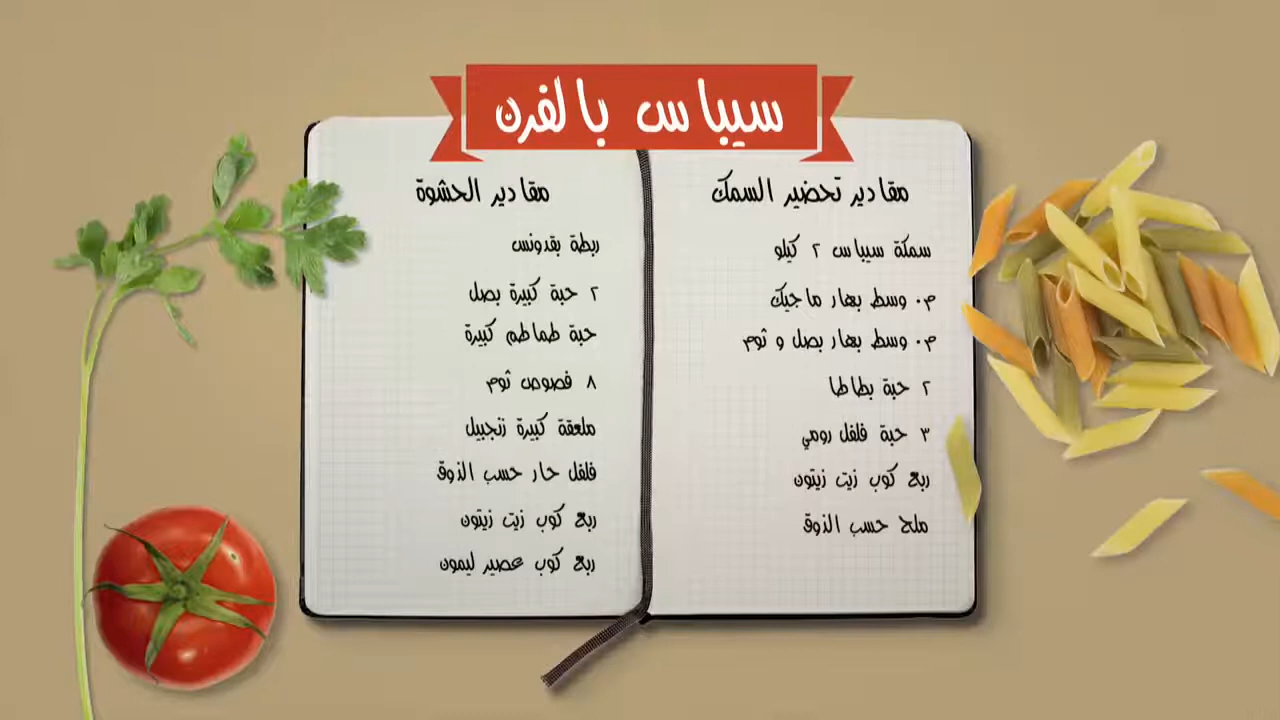 سيباس بالفرن
مقادير تحضير السمك
سمكة سيباس ٢ كيلو
م. وسط بهار ماجيك
م. وسط بهار بصل و ثوم
٢ حبة بطاطا
٣ حبة فلفل رومي
ربع كوب زيت زيتون
ملح حسب الذوق
مقادير الحشوة
ربطة بقدونس
٢ حبة كبيرة بصل
حبة طماطم كبيرة
٨ فصوص ثوم
ملعقة كبيرة زنجبيل
فلفل حار حسب الذوق
ربع كوب زيت زيتون
ربع كوب عصير ليمون